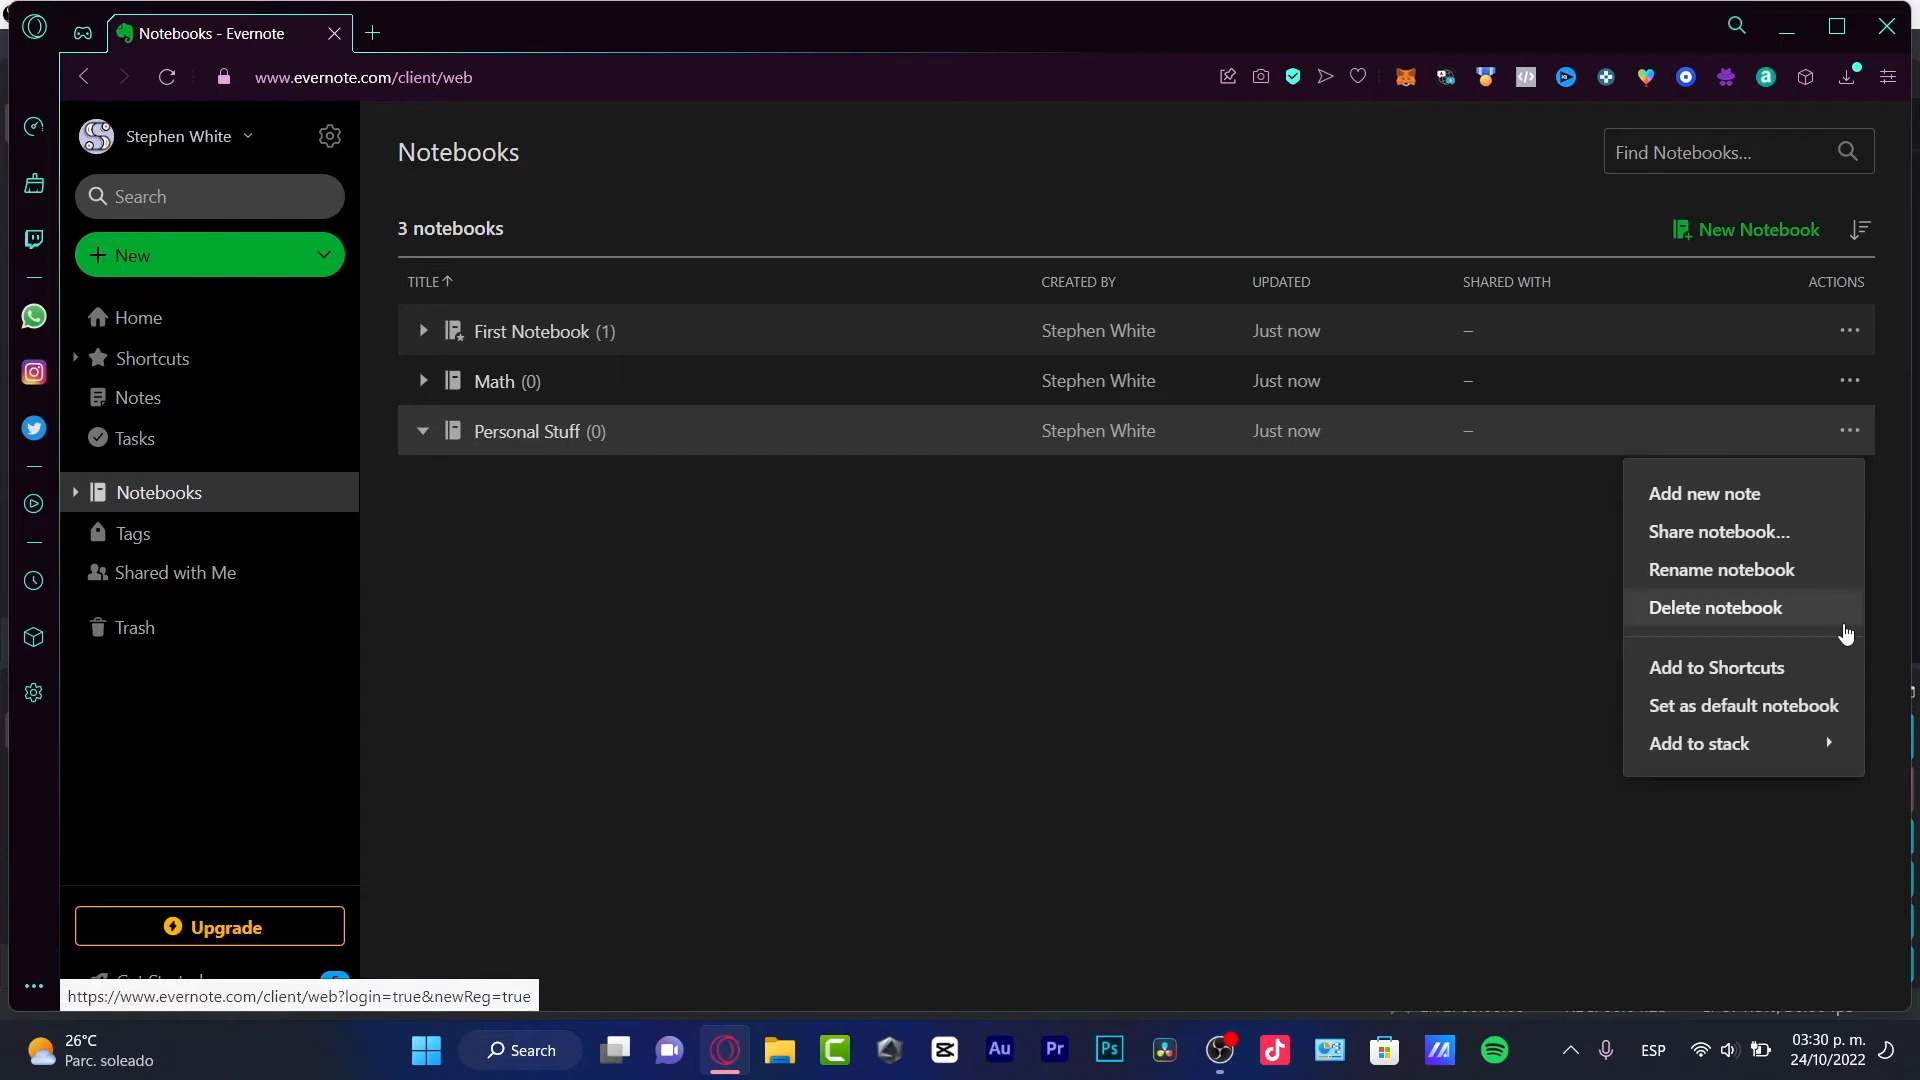 Notebooks - Evernote
www.evernote.com/client/web
Stephen White
Search
New
Home
Shortcuts
Notes
Tasks
Notebooks
Tags
Shared with Me
Trash
Upgrade
https://www.evernote.com/client/web?login=true&newReg=true
Notebooks
Find Notebooks...
3 notebooks
New Notebook
TITLE CREATED BY UPDATED SHARED WITH ACTIONS
First Notebook (1) Stephen White Just now –
Math (0) Stephen White Just now –
Personal Stuff (0) Stephen White Just now –
Add new note
Share notebook...
Rename notebook
Delete notebook
Add to Shortcuts
Set as default notebook
Add to stack
26°C
Parc. soleado
Search
Au
Pr
Ps
ESP
03:30 p. m.
24/10/2022